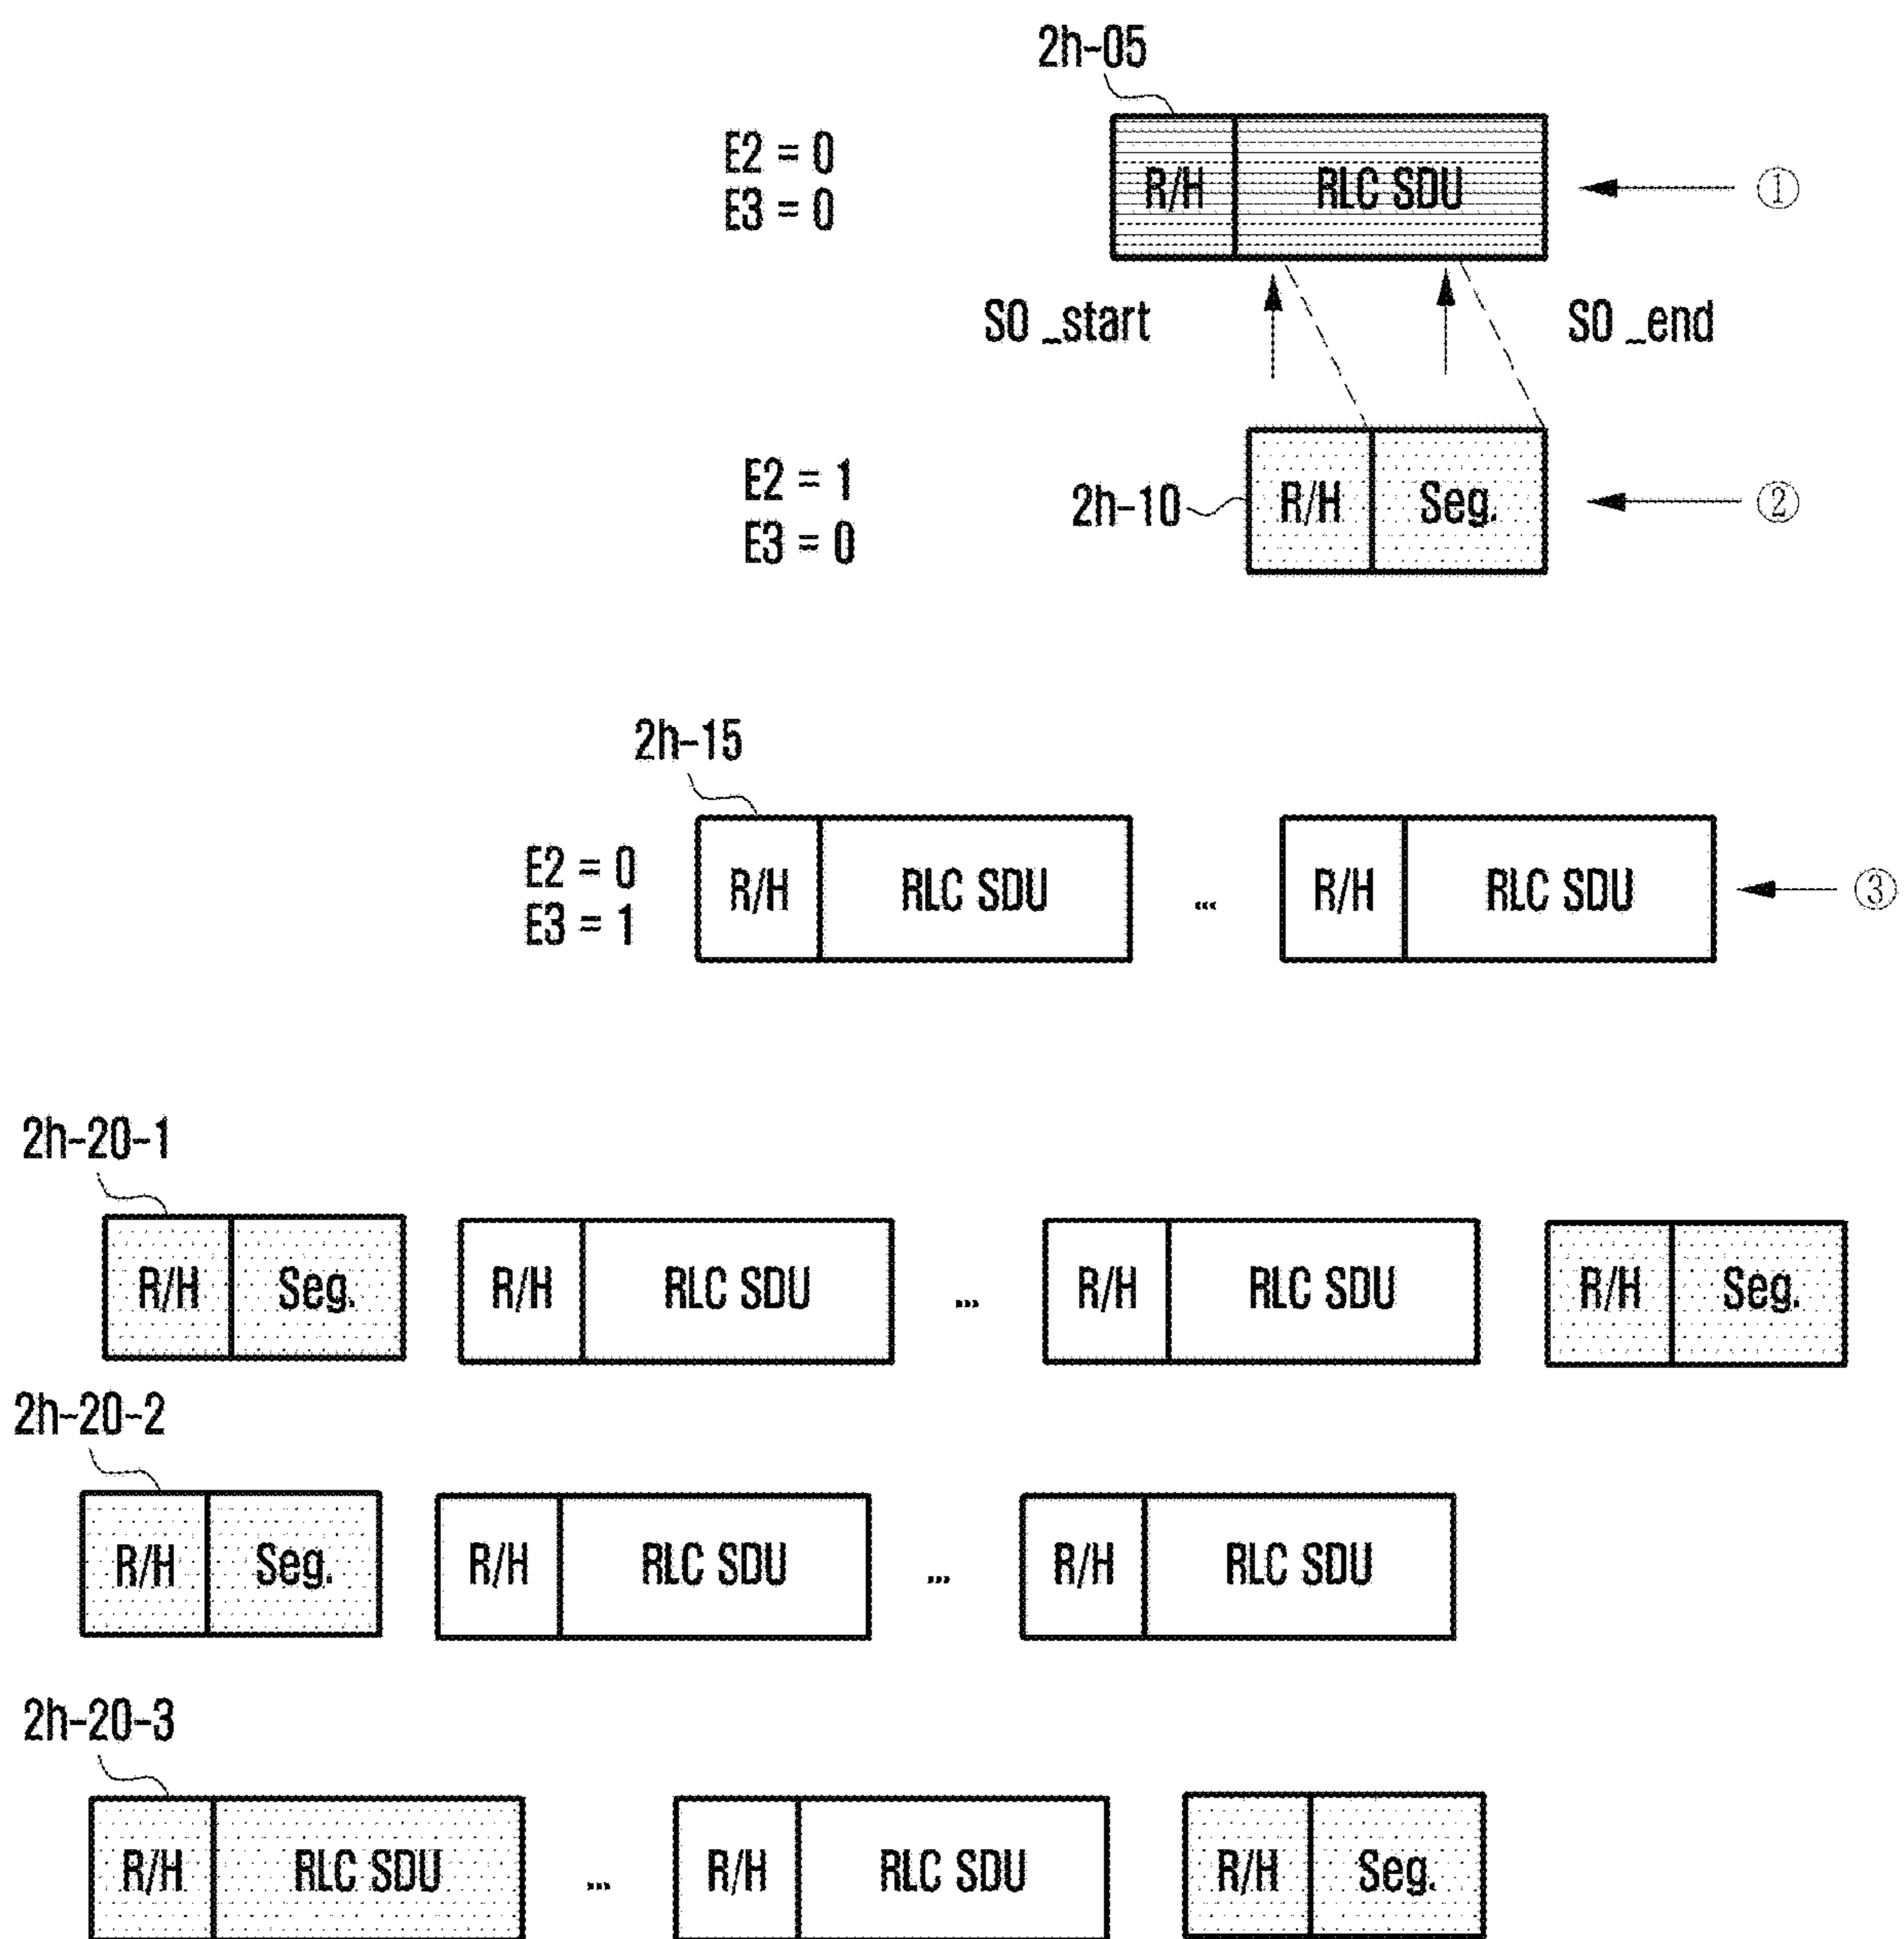 2h-05
E2 = 0
E3 = 0
R/H RLC SDU ①
SO _start SO _end
E2 = 1
E3 = 0
2h-10 R/H Seg. ②
2h-15
E2 = 0
E3 = 1
R/H RLC SDU ... R/H RLC SDU ③
2h-20-1
R/H Seg. R/H RLC SDU ... R/H RLC SDU R/H Seg.
2h-20-2
R/H Seg. R/H RLC SDU ... R/H RLC SDU
2h-20-3
R/H RLC SDU ... R/H RLC SDU R/H Seg.